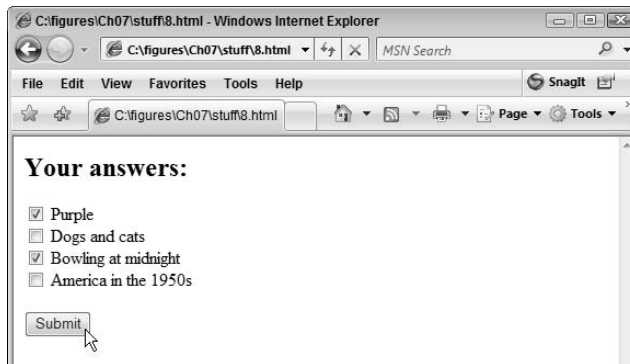 C:\figures\Ch07\stuff\8.html - Windows Internet Explorer
C:\figures\Ch07\stuff\8.html MSN Search
File Edit View Favorites Tools Help SnagIt
C:\figures\Ch07\stuff\8.html Page Tools
Your answers:
Purple
Dogs and cats
Bowling at midnight
America in the 1950s
Submit